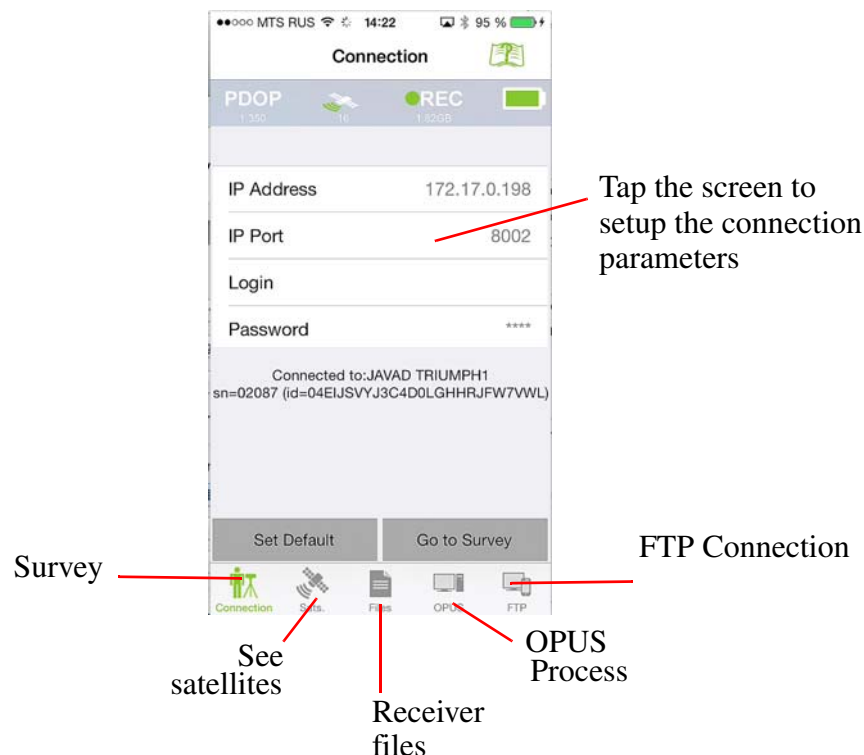 MTS RUS 14:22 95 %
Connection
PDOP REC
1.350 16 1.82GB
IP Address 172.17.0.198
IP Port 8002
Login
Password ****
Connected to:JAVAD TRIUMPH1
sn=02087 (id=04EIJSVYJ3C4D0LGHHRJFW7VWL)
Set Default Go to Survey
Connection Sats. Files OPUS FTP
Tap the screen to
setup the connection
parameters
Survey
FTP Connection
See
satellites
Receiver
files
OPUS
Process